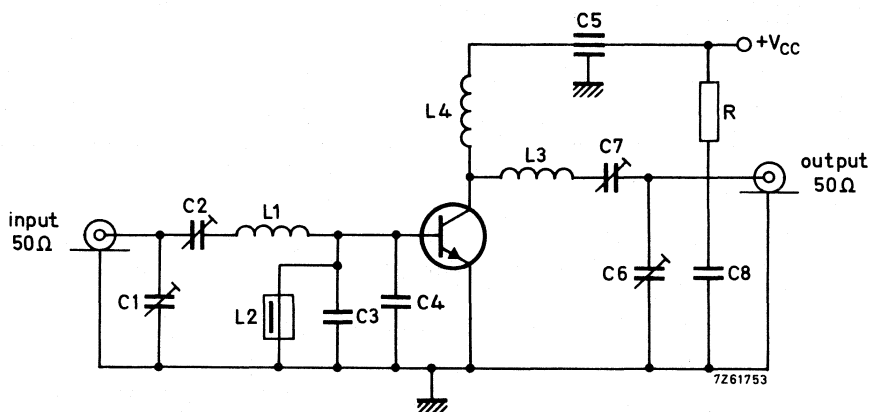 C5
+VCC
L4
R
L3
C7
output
50Ω
input
50Ω
C2
L1
C1
L2
C3
C4
C6
C8
7Z61753